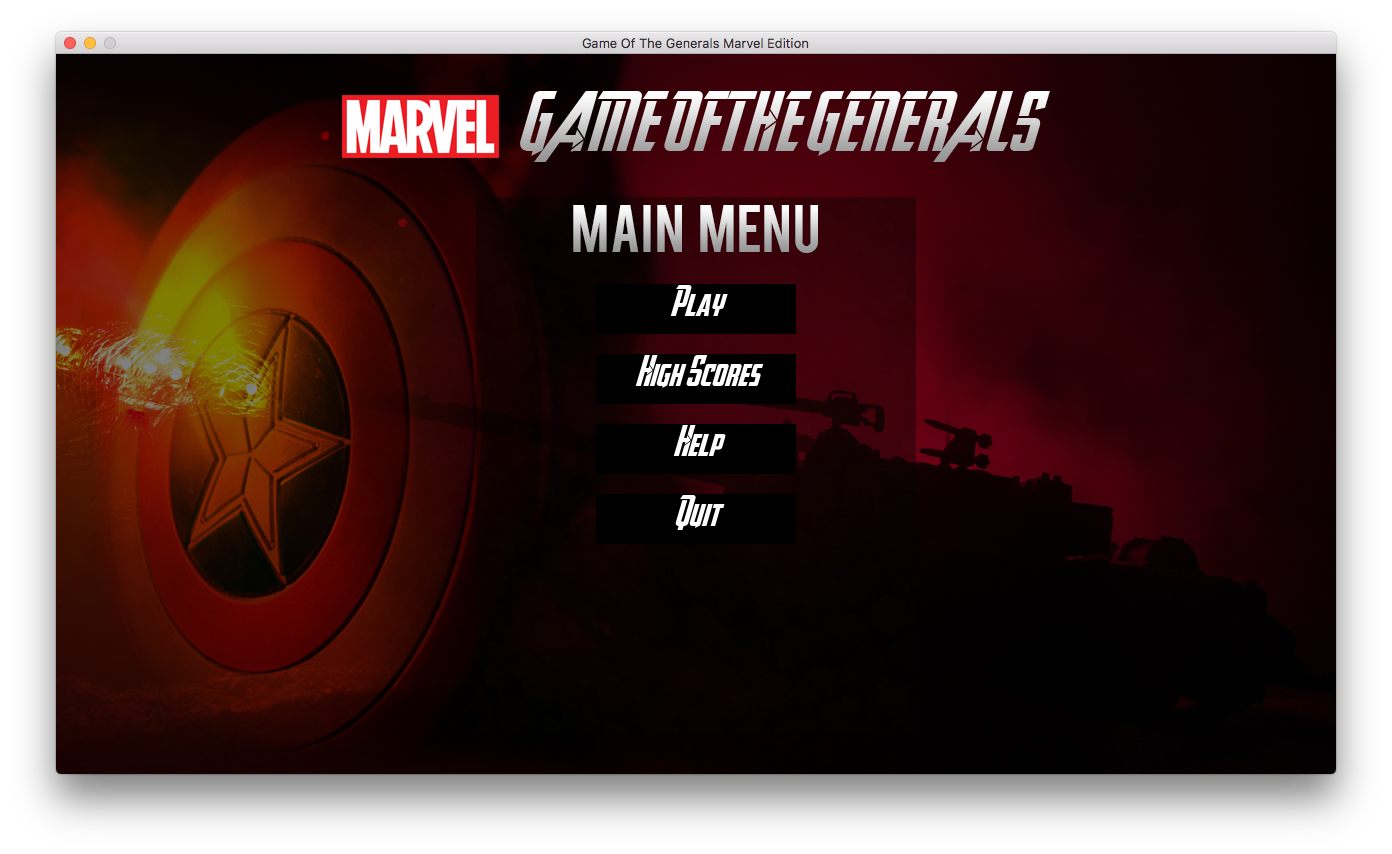 Game Of The Generals Marvel Edition
MARVEL GAME OF THE GENERALS
MAIN MENU
Play
High Scores
Help
Quit